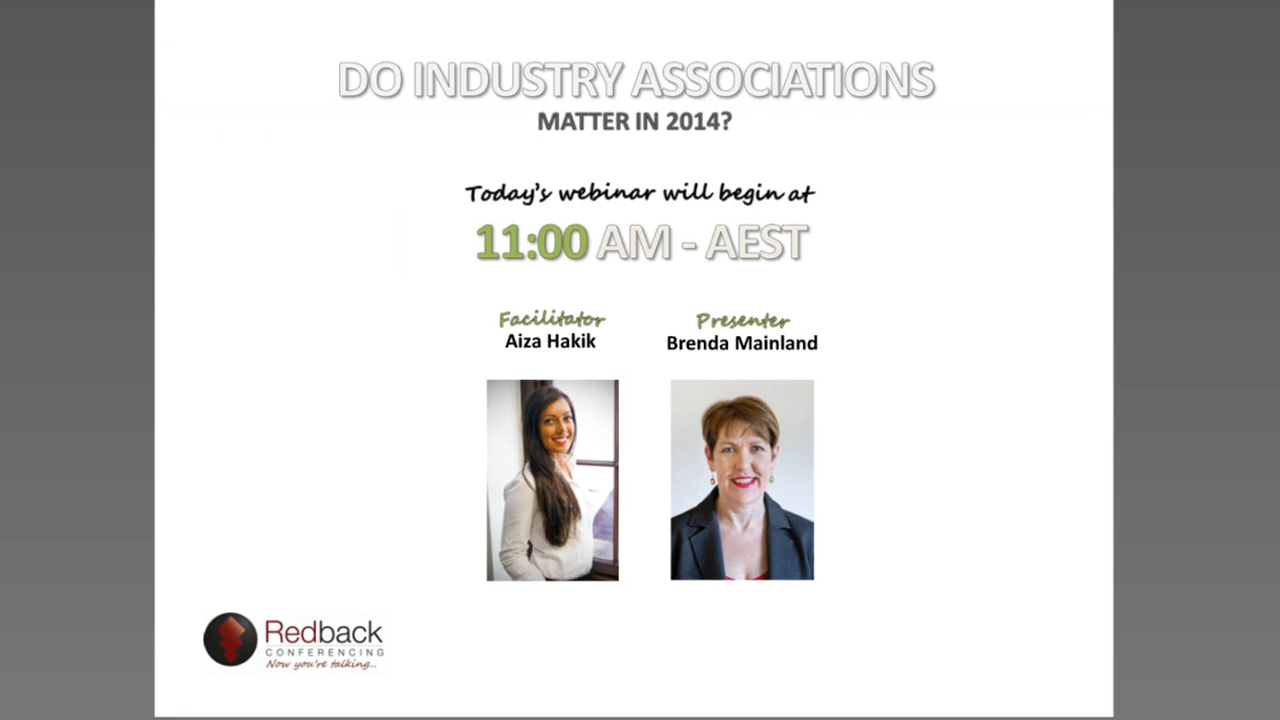 DO INDUSTRY ASSOCIATIONS
MATTER IN 2014?
Today's webinar will begin at
11:00 AM - AEST
Facilitator
Aiza Hakik
Presenter
Brenda Mainland
Redback
CONFERENCING
Now you're talking...